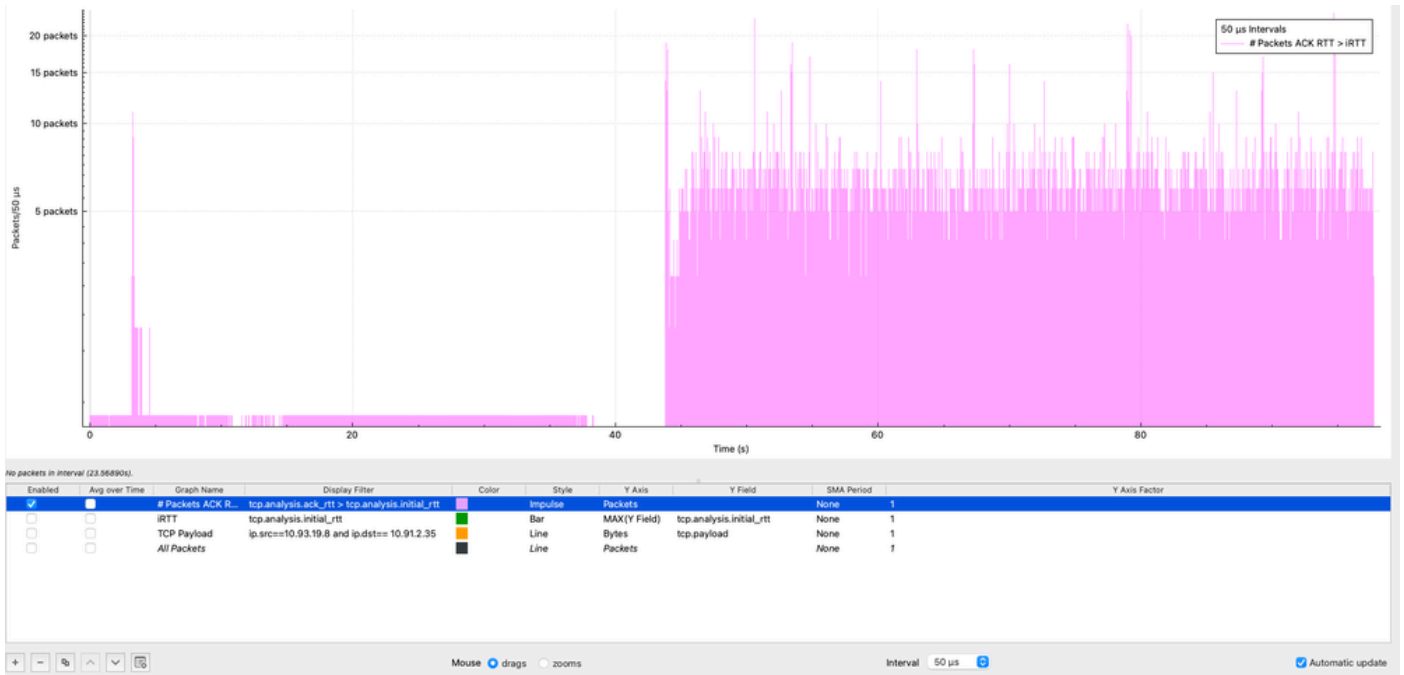 20 packets
15 packets
10 packets
5 packets
Packets/50 µs
50 µs Intervals
# Packets ACK RTT > iRTT
0 20 40 60 80
Time (s)
No packets in interval (23.56890s).
Enabled Avg over Time Graph Name Display Filter Color Style Y Axis Y Field SMA Period Y Axis Factor
# Packets ACK R... tcp.analysis.ack_rtt > tcp.analysis.initial_rtt Impulse Packets None 1
iRTT tcp.analysis.initial_rtt Bar MAX(Y Field) tcp.analysis.initial_rtt None 1
TCP Payload ip.src==10.93.19.8 and ip.dst== 10.91.2.35 Line Bytes tcp.payload None 1
All Packets Line Packets None 1
+ − Mouse drags zooms Interval 50 µs Automatic update